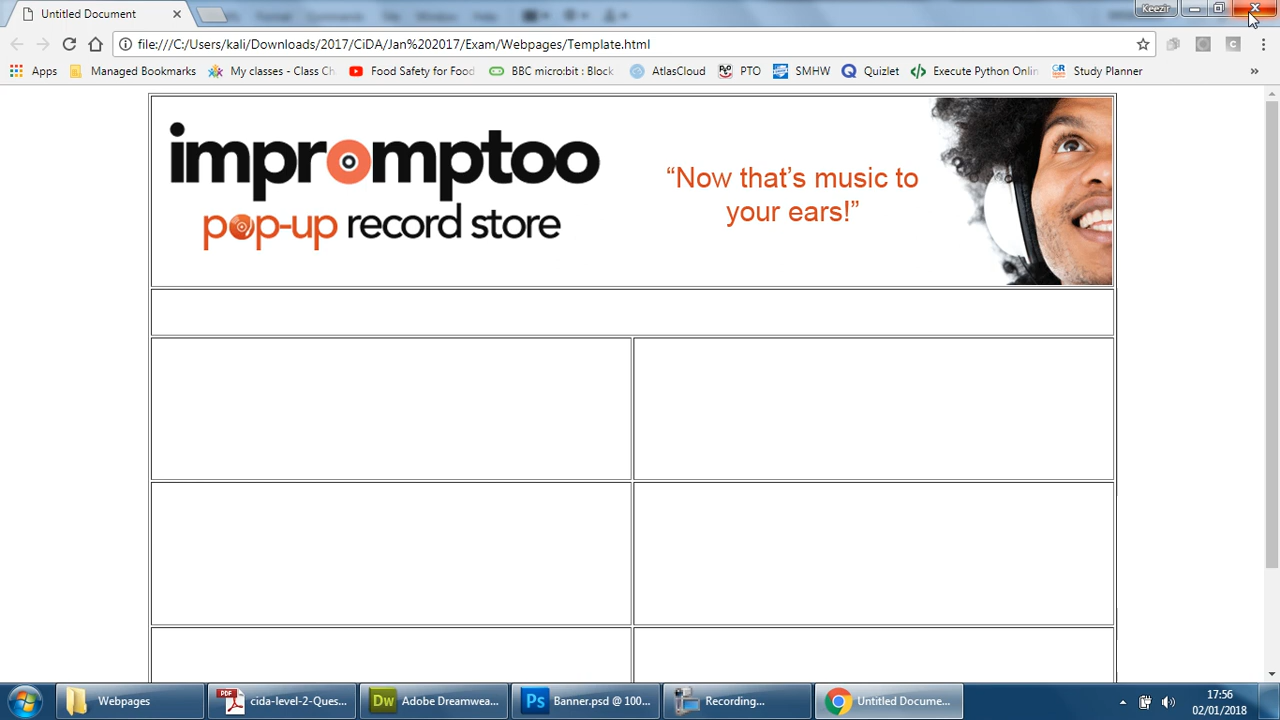 Untitled Document
Keezir
file:///C:/Users/kali/Downloads/2017/CiDA/Jan%202017/Exam/Webpages/Template.html
Apps
Managed Bookmarks
My classes - Class Ch
Food Safety for Food
BBC micro:bit : Block
AtlasCloud
PTO
SMHW
Quizlet
Execute Python Onlin
Study Planner
impromptoo
pop-up record store
“Now that’s music to
your ears!”
Webpages
cida-level-2-Ques...
Adobe Dreamwea...
Banner.psd @ 100...
Recording...
Untitled Docume...
17:56
02/01/2018